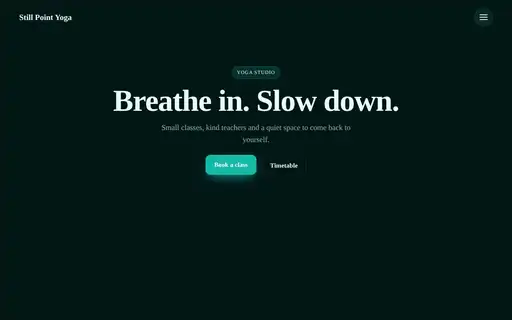 Still Point Yoga
YOGA STUDIO
Breathe in. Slow down.
Small classes, kind teachers and a quiet space to come back to
yourself.
Book a class
Timetable